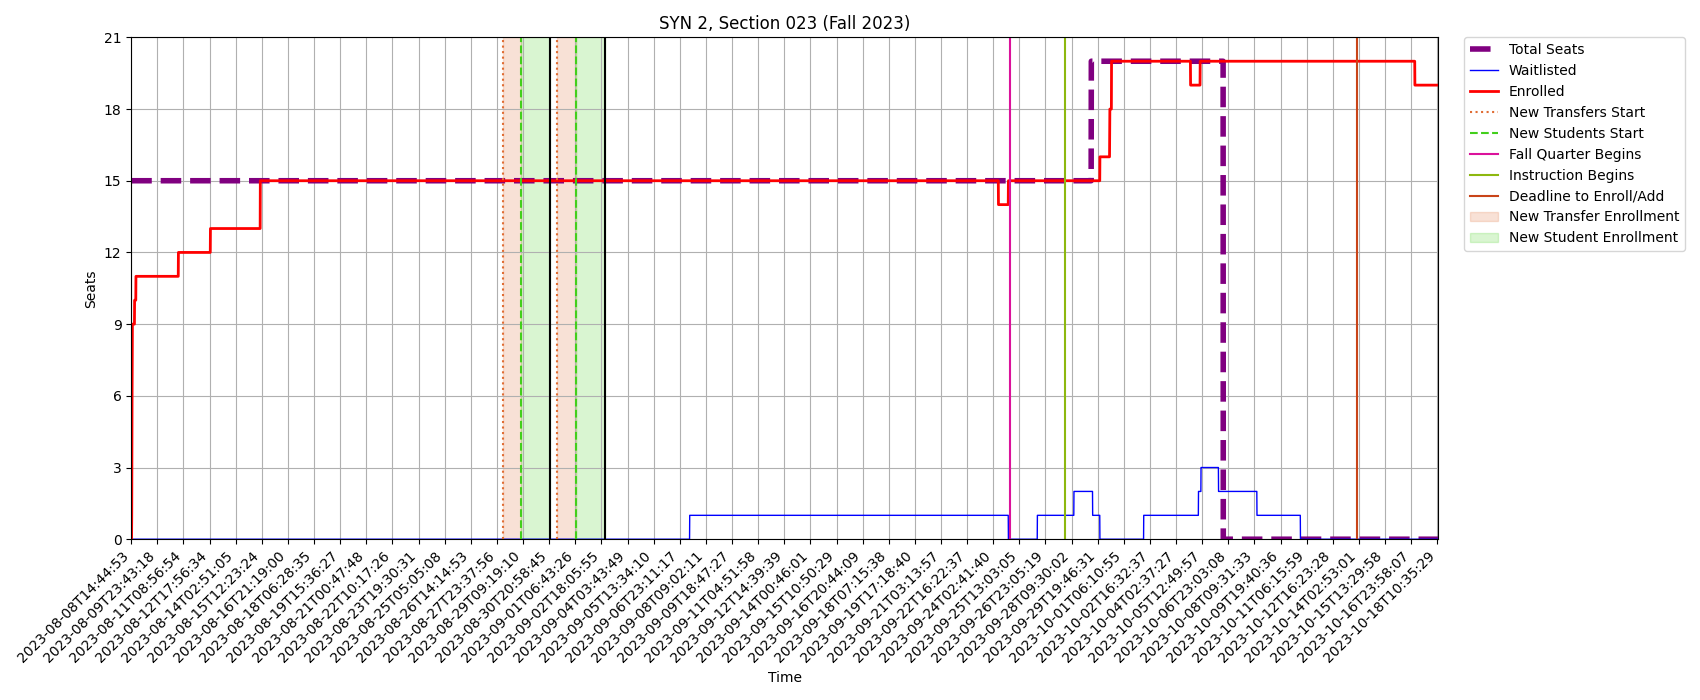 SYN 2, Section 023 (Fall 2023)
21
18
15
12
9
6
3
0
Seats
2023-08-08T14:44:53
2023-08-09T23:43:18
2023-08-11T08:56:54
2023-08-12T17:56:34
2023-08-14T02:51:05
2023-08-15T12:23:24
2023-08-16T21:19:00
2023-08-18T06:28:35
2023-08-19T15:36:27
2023-08-21T00:47:48
2023-08-22T10:17:26
2023-08-23T19:30:31
2023-08-25T05:05:08
2023-08-26T14:14:53
2023-08-27T23:37:56
2023-08-29T09:19:10
2023-08-30T20:58:45
2023-09-01T06:43:26
2023-09-02T18:05:55
2023-09-04T03:43:49
2023-09-05T13:34:10
2023-09-06T23:11:17
2023-09-08T09:02:11
2023-09-09T18:47:27
2023-09-11T04:51:58
2023-09-12T14:39:39
2023-09-14T00:46:01
2023-09-15T10:50:29
2023-09-16T20:44:09
2023-09-18T07:15:38
2023-09-19T17:18:40
2023-09-21T03:13:57
2023-09-22T16:22:37
2023-09-24T02:41:40
2023-09-25T13:03:05
2023-09-26T23:05:19
2023-09-28T09:30:02
2023-09-29T19:46:31
2023-10-01T06:10:55
2023-10-02T16:32:37
2023-10-04T02:37:27
2023-10-05T12:49:57
2023-10-06T23:03:08
2023-10-08T09:31:33
2023-10-09T19:40:36
2023-10-11T06:15:59
2023-10-12T16:23:28
2023-10-14T02:53:01
2023-10-15T13:29:58
2023-10-16T23:58:07
2023-10-18T10:35:29
Time
Total Seats
Waitlisted
Enrolled
New Transfers Start
New Students Start
Fall Quarter Begins
Instruction Begins
Deadline to Enroll/Add
New Transfer Enrollment
New Student Enrollment